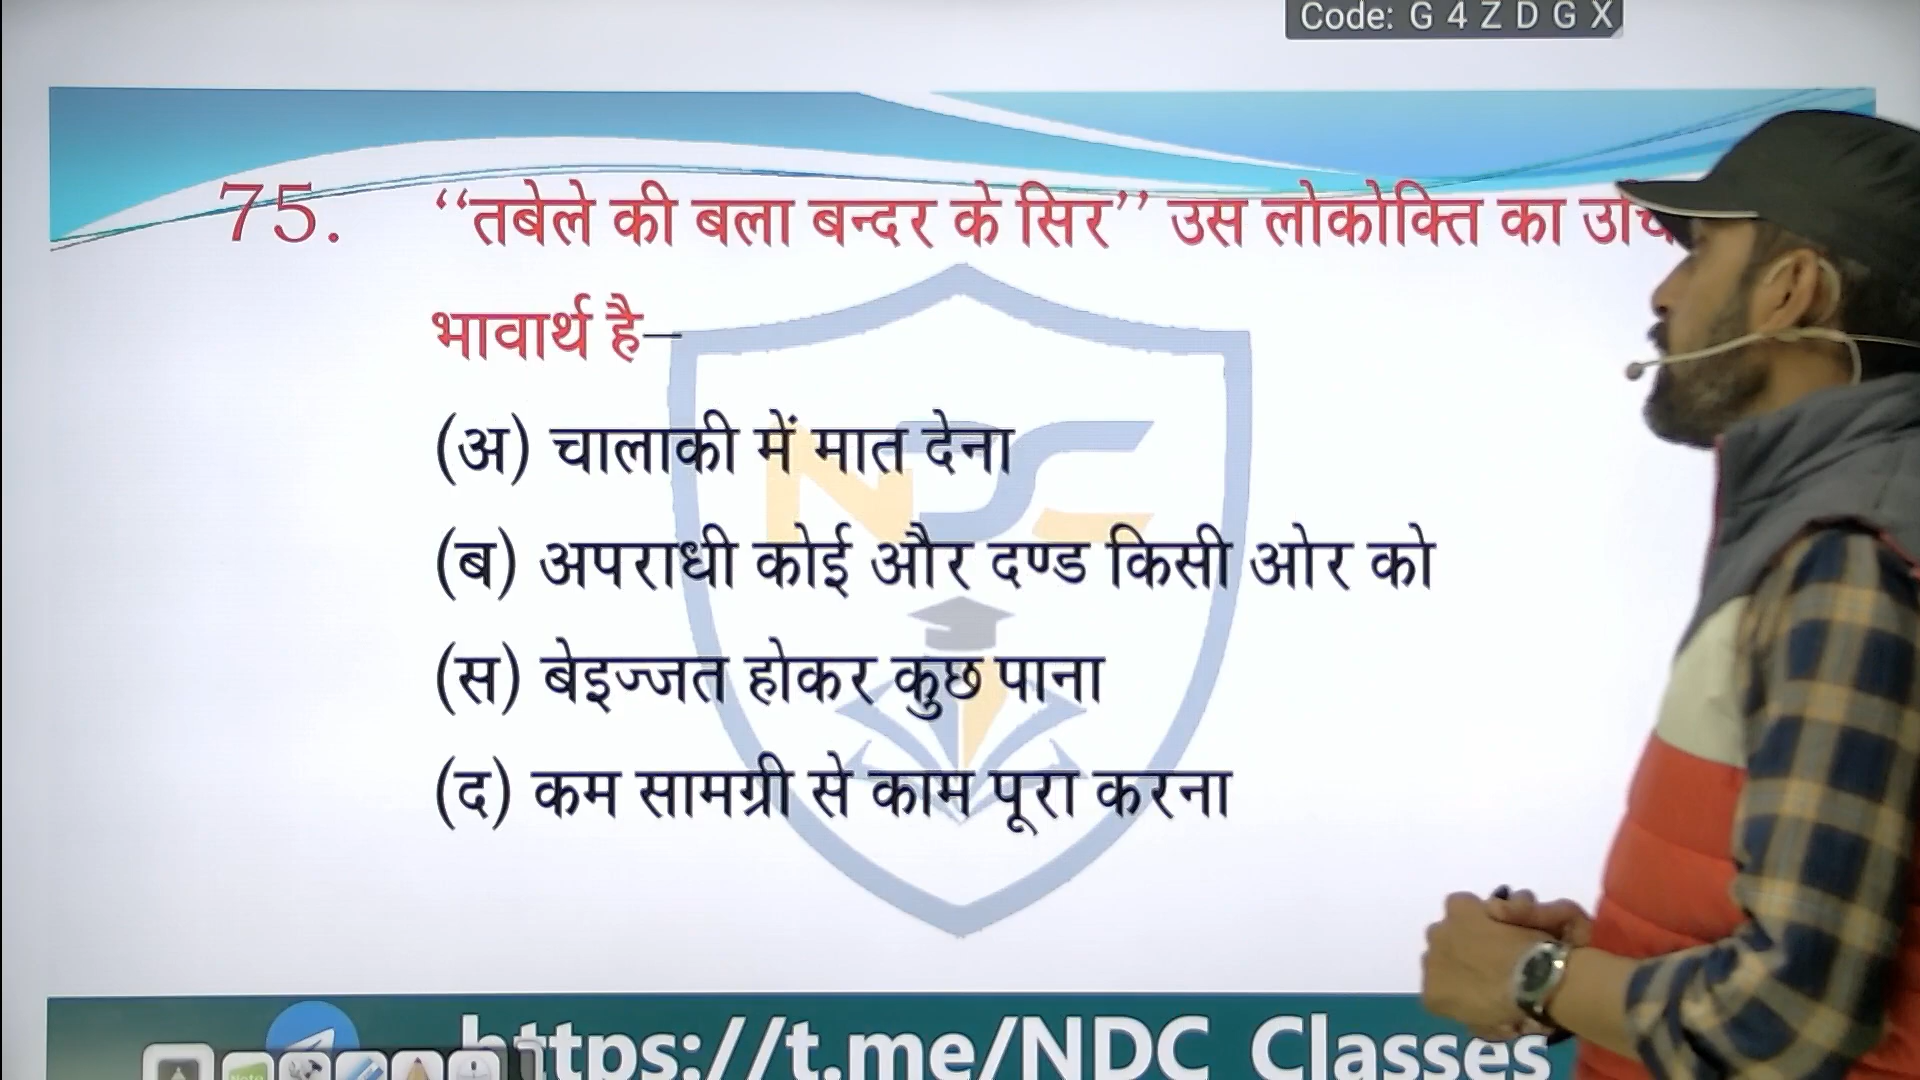 Code: G 4 Z D G X
75. “तबेले की बला बन्दर के सिर” उस लोकोक्ति का
भावार्थ है–
(अ) चालाकी में मात देना
(ब) अपराधी कोई और दण्ड किसी ओर को
(स) बेइज्जत होकर कुछ पाना
(द) कम सामग्री से काम पूरा करना
NDC
https://t.me/NDC_Classes